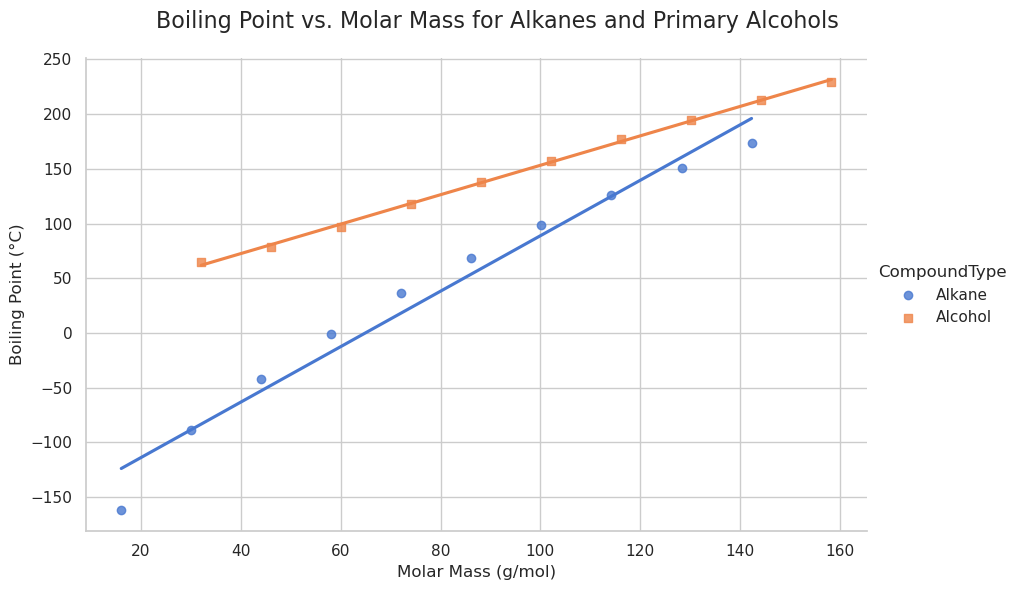 Boiling Point vs. Molar Mass for Alkanes and Primary Alcohols
Boiling Point (°C)
250
200
150
100
50
0
−50
−100
−150
20
40
60
80
100
120
140
160
Molar Mass (g/mol)
CompoundType
Alkane
Alcohol